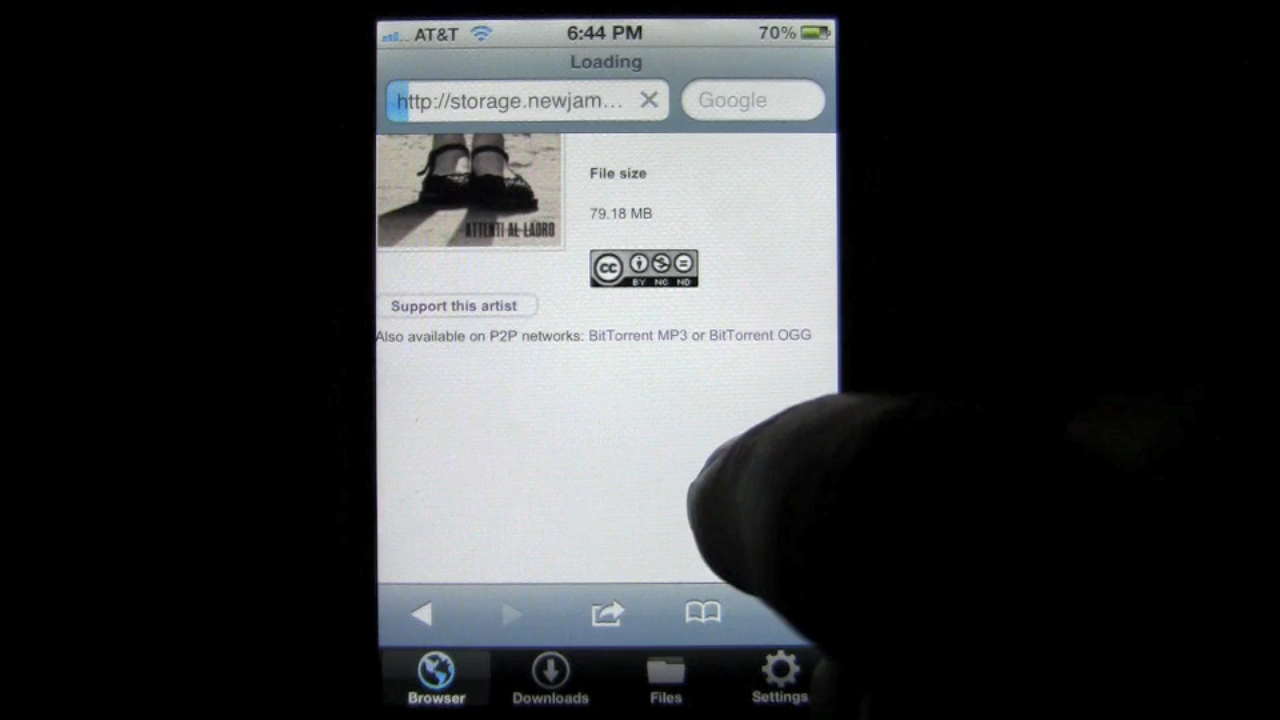 AT&T 6:44 PM 70%
Loading
http://storage.newjam... Google
File size
79.18 MB
ATTENTI AL LADRO
cc BY NC ND
Support this artist
Also available on P2P networks: BitTorrent MP3 or BitTorrent OGG
Browser Downloads Files Settings